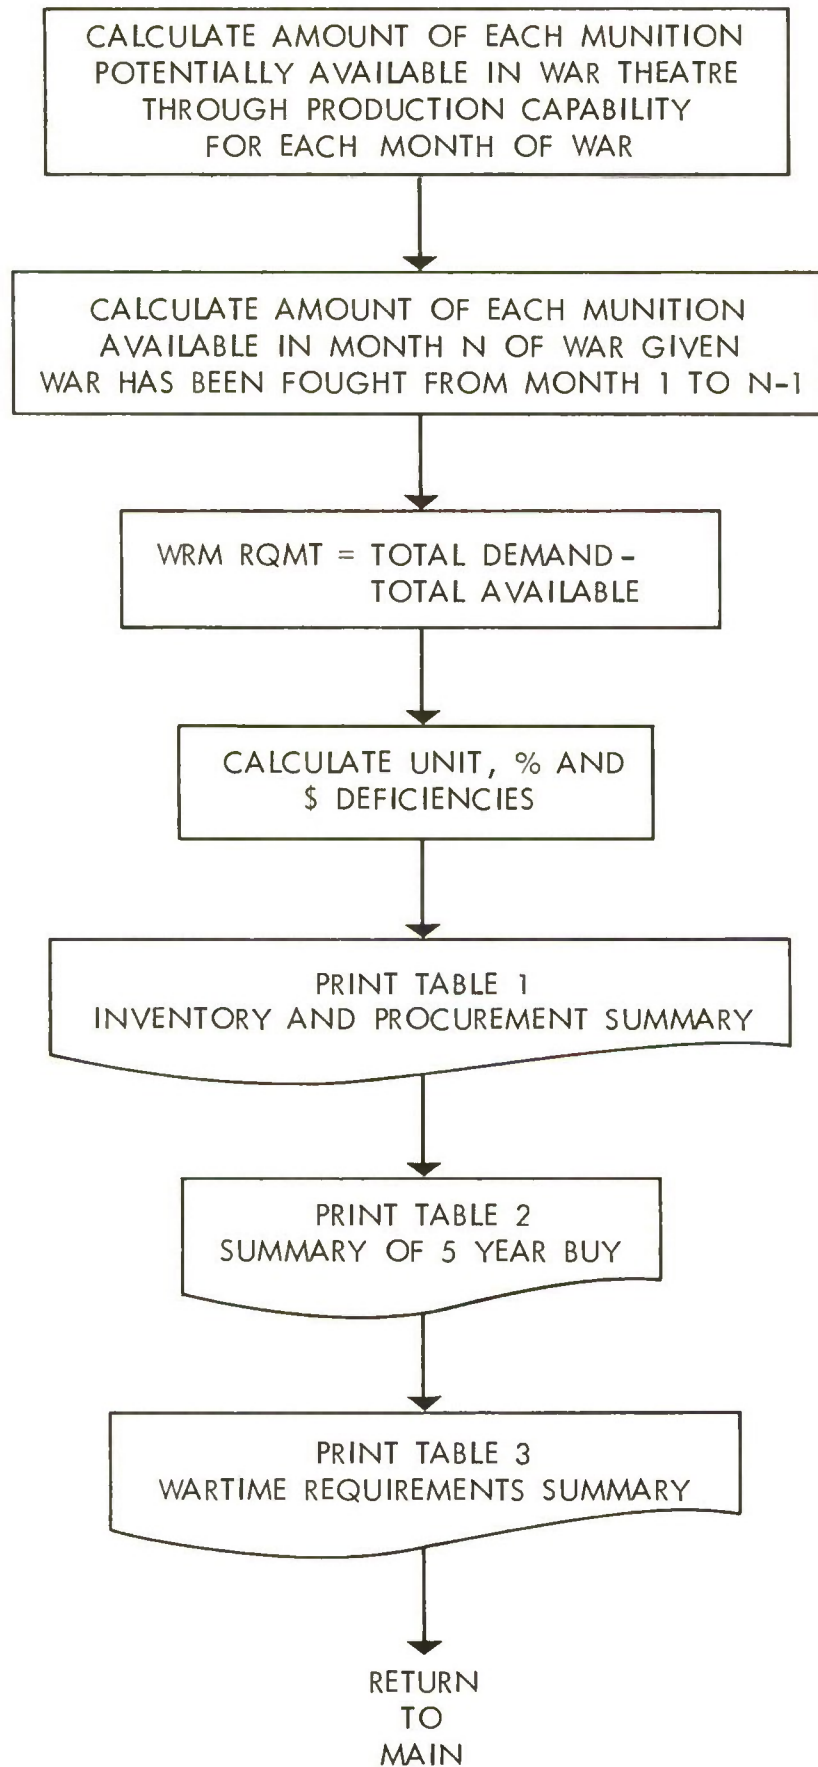 CALCULATE AMOUNT OF EACH MUNITION
POTENTIALLY AVAILABLE IN WAR THEATRE
THROUGH PRODUCTION CAPABILITY
FOR EACH MONTH OF WAR
CALCULATE AMOUNT OF EACH MUNITION
AVAILABLE IN MONTH N OF WAR GIVEN
WAR HAS BEEN FOUGHT FROM MONTH 1 TO N-1
WRM RQMT = TOTAL DEMAND -
TOTAL AVAILABLE
CALCULATE UNIT, % AND
$ DEFICIENCIES
PRINT TABLE 1
INVENTORY AND PROCUREMENT SUMMARY
PRINT TABLE 2
SUMMARY OF 5 YEAR BUY
PRINT TABLE 3
WARTIME REQUIREMENTS SUMMARY
RETURN
TO
MAIN